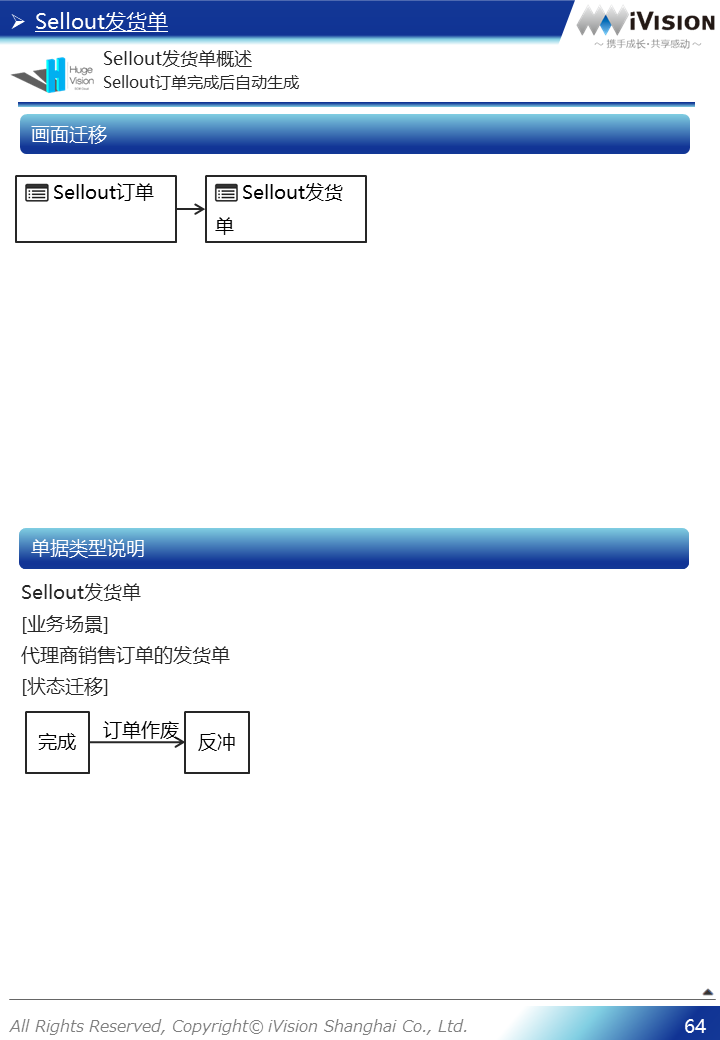 Sellout发货单
iVISION
～ 携手成长·共享感动 ～
Huge
Vision
Sellout发货单概述
Sellout订单完成后自动生成
画面迁移
Sellout订单
Sellout发货
单
单据类型说明
Sellout发货单
[业务场景]
代理商销售订单的发货单
[状态迁移]
完成
订单作废
反冲
All Rights Reserved, Copyright© iVision Shanghai Co., Ltd.
64